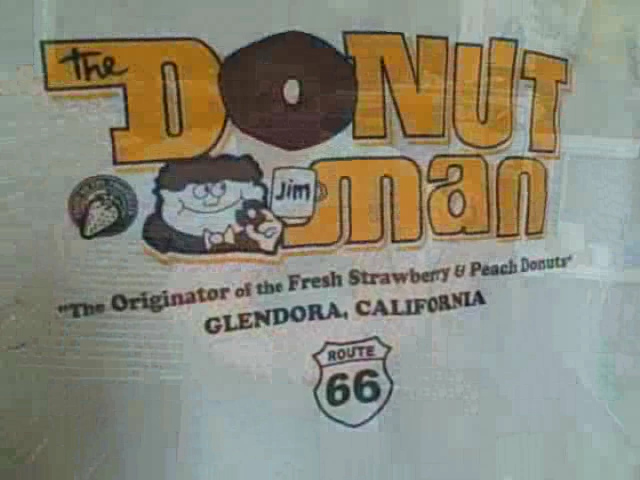 the DONUT
man
Jim
"The Originator of the Fresh Strawberry & Peach Donuts"
GLENDORA, CALIFORNIA
ROUTE
66